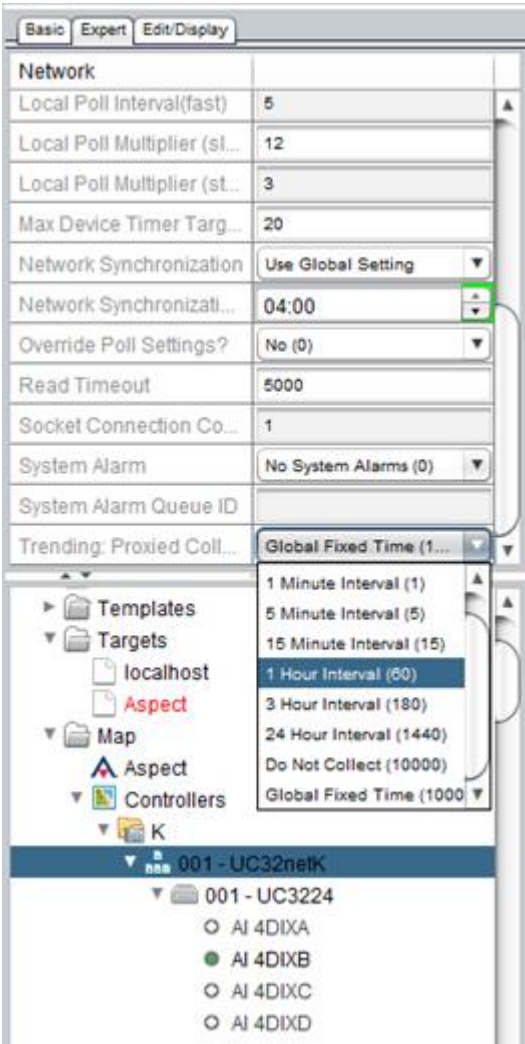 Basic Expert Edit/Display
Network
Local Poll Interval(fast) 5
Local Poll Multiplier (sl... 12
Local Poll Multiplier (st... 3
Max Device Timer Targ... 20
Network Synchronization Use Global Setting
Network Synchronizati... 04:00
Override Poll Settings? No (0)
Read Timeout 5000
Socket Connection Co... 1
System Alarm No System Alarms (0)
System Alarm Queue ID
Trending: Proxied Coll... Global Fixed Time (1...
1 Minute Interval (1)
5 Minute Interval (5)
15 Minute Interval (15)
1 Hour Interval (60)
3 Hour Interval (180)
24 Hour Interval (1440)
Do Not Collect (10000)
Global Fixed Time (1000
Templates
Targets
localhost
Aspect
Map
Aspect
Controllers
K
001 - UC32netK
001 - UC3224
AI 4DIXA
AI 4DIXB
AI 4DIXC
AI 4DIXD